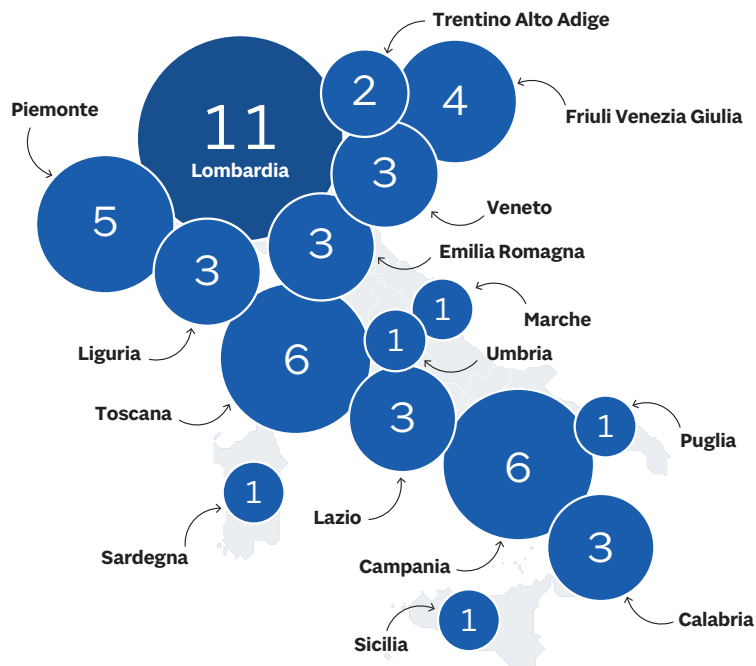 Trentino Alto Adige
2
4
Piemonte
11
Friuli Venezia Giulia
Lombardia
3
Veneto
5
3
Emilia Romagna
3
1
Marche
Liguria
1
Umbria
6
Toscana
3
1
Puglia
6
1
Lazio
Sardegna
3
Campania
1
Calabria
Sicilia